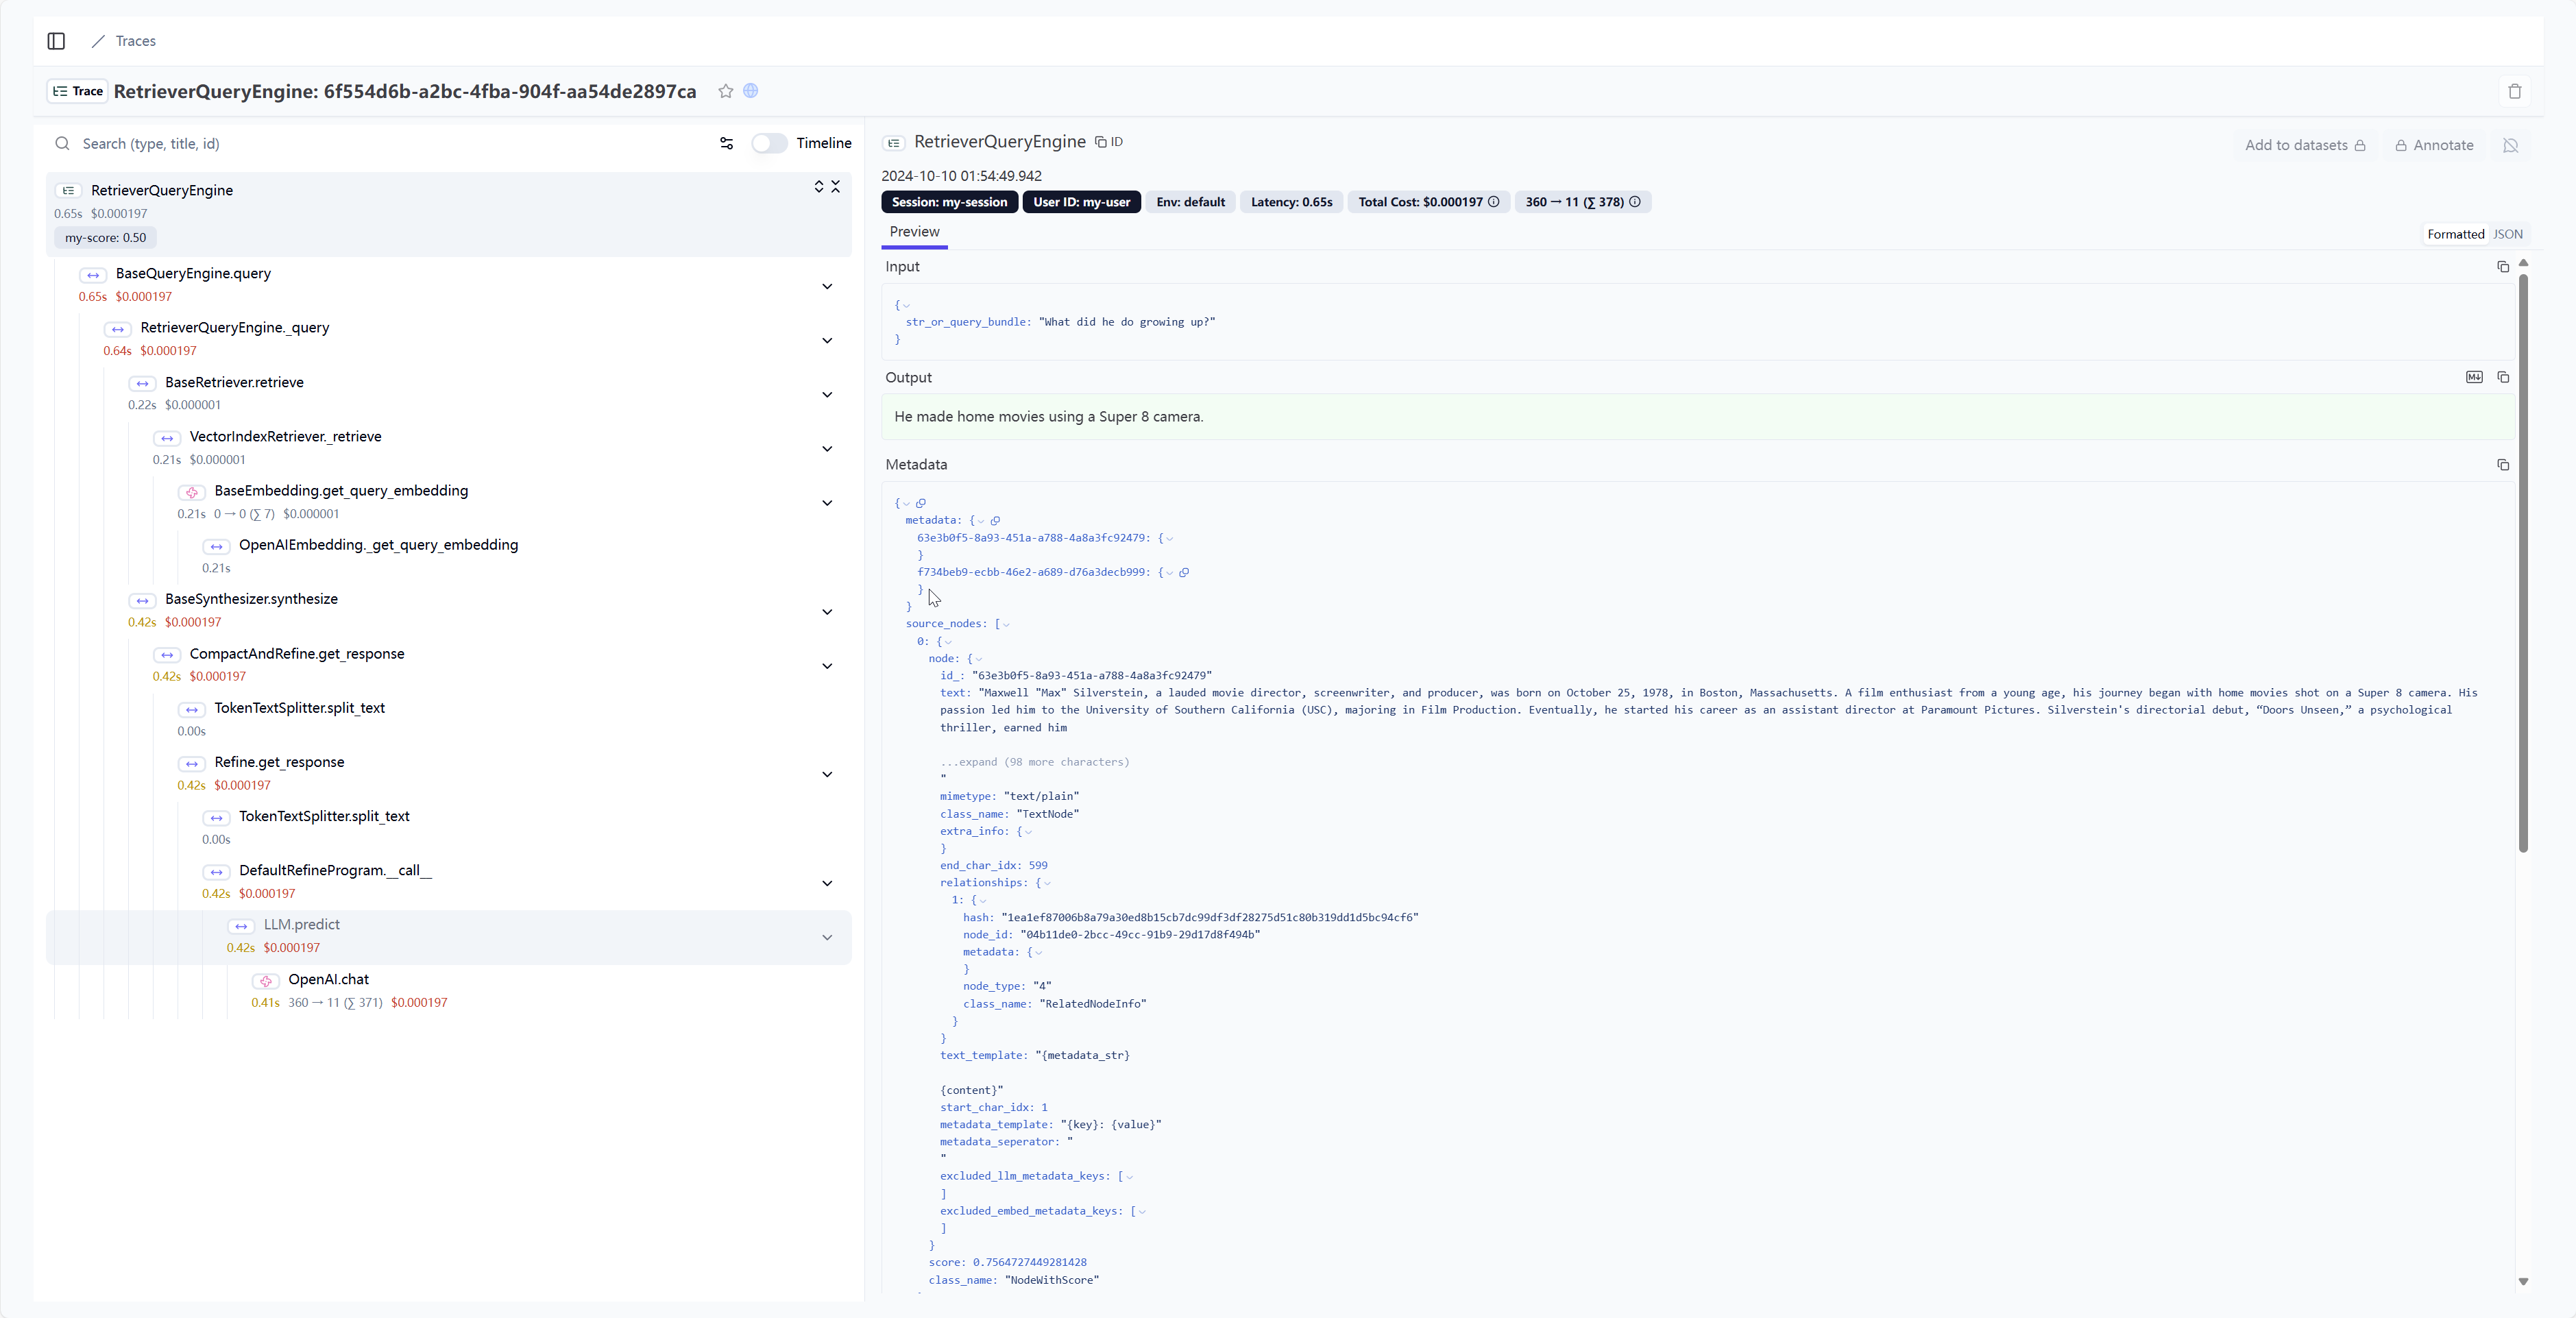 Traces
Trace RetrieverQueryEngine: 6f554d6b-a2bc-4fba-904f-aa54de2897ca
Search (type, title, id)
Timeline
RetrieverQueryEngine
0.65s $0.000197
my-score: 0.50
BaseQueryEngine.query
0.65s $0.000197
RetrieverQueryEngine._query
0.64s $0.000197
BaseRetriever.retrieve
0.22s $0.000001
VectorIndexRetriever._retrieve
0.21s $0.000001
BaseEmbedding.get_query_embedding
0.21s 0 → 0 (∑ 7) $0.000001
OpenAIEmbedding._get_query_embedding
0.21s
BaseSynthesizer.synthesize
0.42s $0.000197
CompactAndRefine.get_response
0.42s $0.000197
TokenTextSplitter.split_text
0.00s
Refine.get_response
0.42s $0.000197
TokenTextSplitter.split_text
0.00s
DefaultRefineProgram.__call__
0.42s $0.000197
LLM.predict
0.42s $0.000197
OpenAI.chat
0.41s 360 → 11 (∑ 371) $0.000197
RetrieverQueryEngine ID
Add to datasets Annotate
2024-10-10 01:54:49.942
Session: my-session User ID: my-user Env: default Latency: 0.65s Total Cost: $0.000197 360 → 11 (∑ 378)
Preview
Formatted JSON
Input
{
str_or_query_bundle: "What did he do growing up?"
}
Output
He made home movies using a Super 8 camera.
Metadata
{
metadata: {
63e3b0f5-8a93-451a-a788-4a8a3fc92479: {
}
f734beb9-ecbb-46e2-a689-d76a3decb999: {
}
}
source_nodes: [
0: {
node: {
id_: "63e3b0f5-8a93-451a-a788-4a8a3fc92479"
text: "Maxwell "Max" Silverstein, a lauded movie director, screenwriter, and producer, was born on October 25, 1978, in Boston, Massachusetts. A film enthusiast from a young age, his journey began with home movies shot on a Super 8 camera. His
passion led him to the University of Southern California (USC), majoring in Film Production. Eventually, he started his career as an assistant director at Paramount Pictures. Silverstein's directorial debut, “Doors Unseen,” a psychological
thriller, earned him
...expand (98 more characters)
"
mimetype: "text/plain"
class_name: "TextNode"
extra_info: {
}
end_char_idx: 599
relationships: {
1: {
hash: "1ea1ef87006b8a79a30ed8b15cb7dc99df3df28275d51c80b319dd1d5bc94cf6"
node_id: "04b11de0-2bcc-49cc-91b9-29d17d8f494b"
metadata: {
}
node_type: "4"
class_name: "RelatedNodeInfo"
}
}
text_template: "{metadata_str}
{content}"
start_char_idx: 1
metadata_template: "{key}: {value}"
metadata_seperator: "
"
excluded_llm_metadata_keys: [
]
excluded_embed_metadata_keys: [
]
}
score: 0.7564727449281428
class_name: "NodeWithScore"